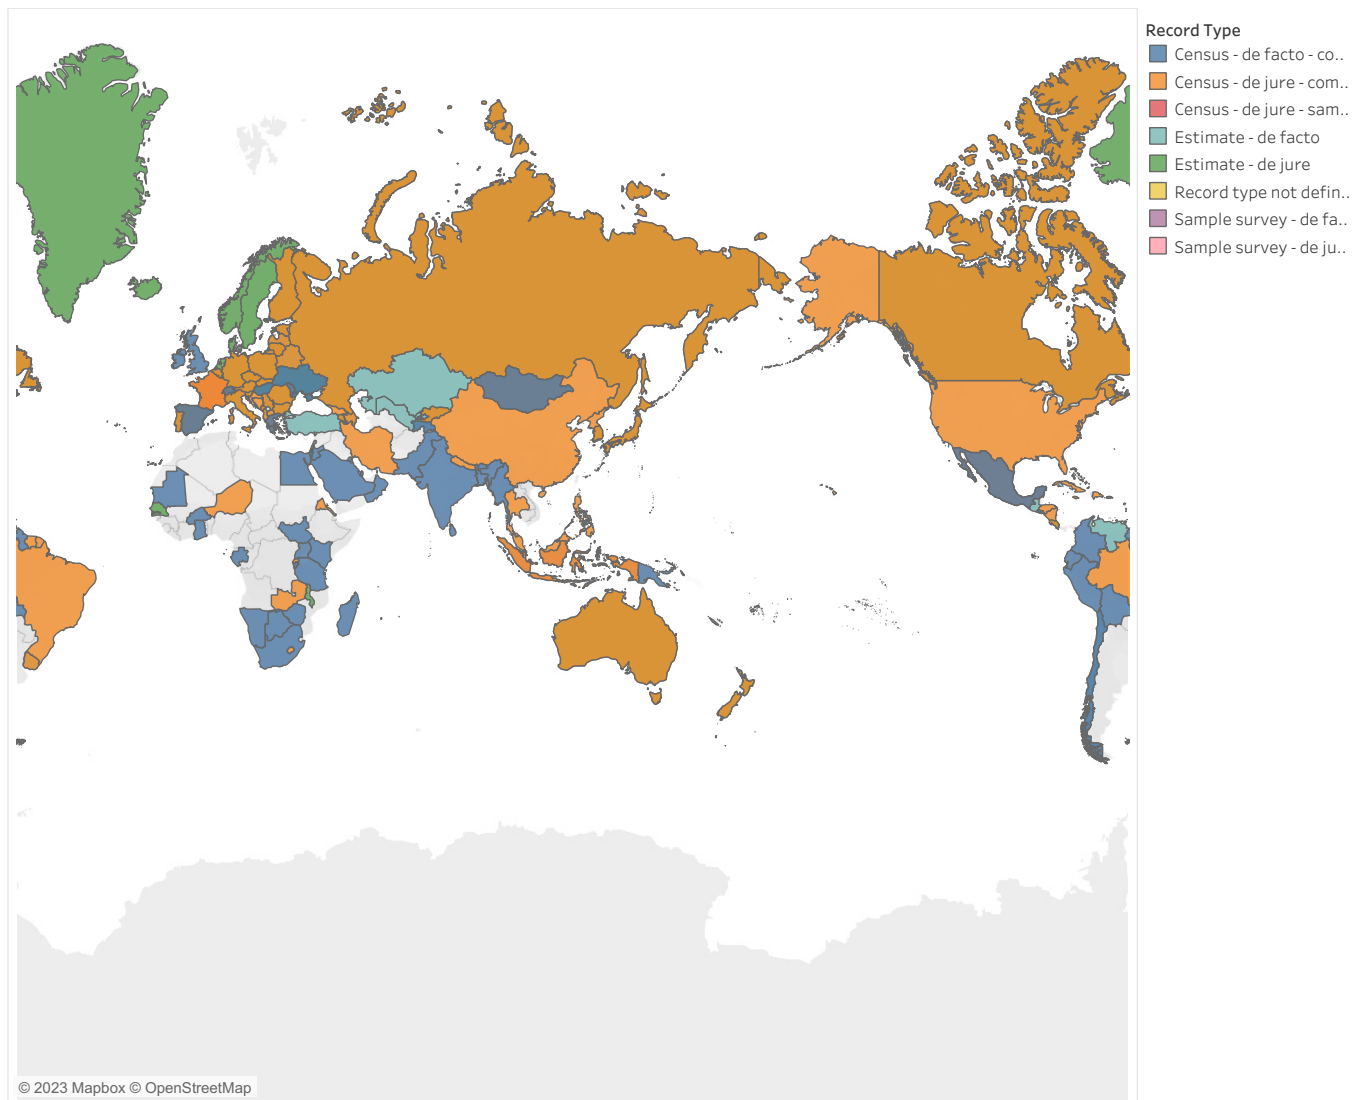 Record Type
Census - de facto - co..
Census - de jure - com..
Census - de jure - sam..
Estimate - de facto
Estimate - de jure
Record type not defin..
Sample survey - de fa..
Sample survey - de ju..
© 2023 Mapbox © OpenStreetMap